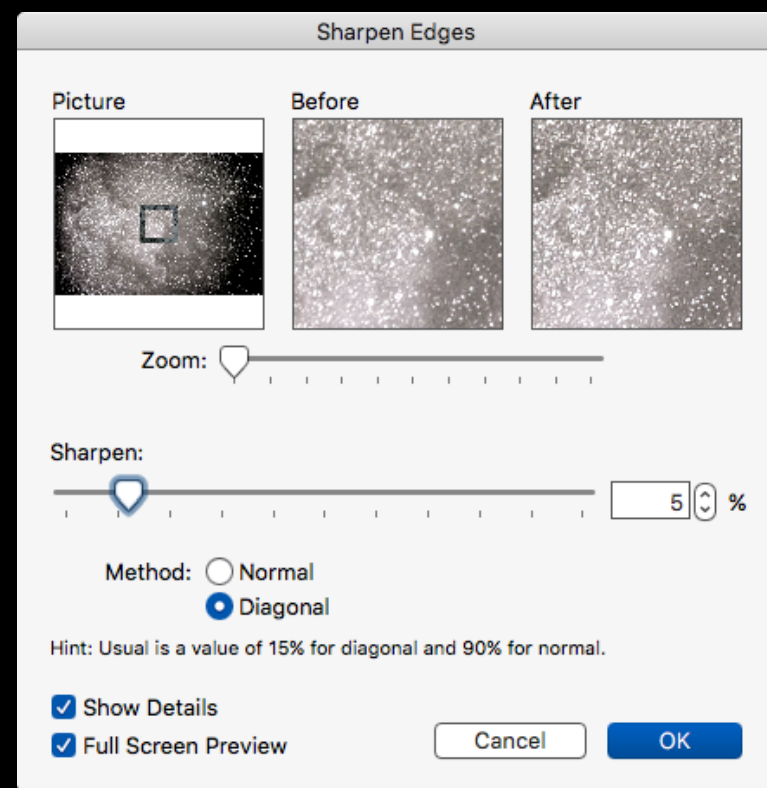 Sharpen Edges
Picture Before After
Zoom:
Sharpen:
5 %
Method: Normal
Diagonal
Hint: Usual is a value of 15% for diagonal and 90% for normal.
Show Details
Full Screen Preview
Cancel OK